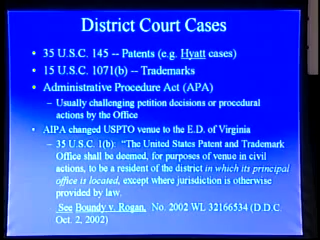 District Court Cases
• 35 U.S.C. 145 -- Patents (e.g. Hyatt cases)
• 15 U.S.C. 1071(b) -- Trademarks
• Administrative Procedure Act (APA)
– Usually challenging petition decisions or procedural
actions by the Office
• AIPA changed USPTO venue to the E.D. of Virginia
– 35 U.S.C. 1(b): “The United States Patent and Trademark
Office shall be deemed, for purposes of venue in civil
actions, to be a resident of the district in which its principal
office is located, except where jurisdiction is otherwise
provided by law.
See Boundy v. Rogan, No. 2002 WL 32166534 (D.D.C.
Oct. 2, 2002)